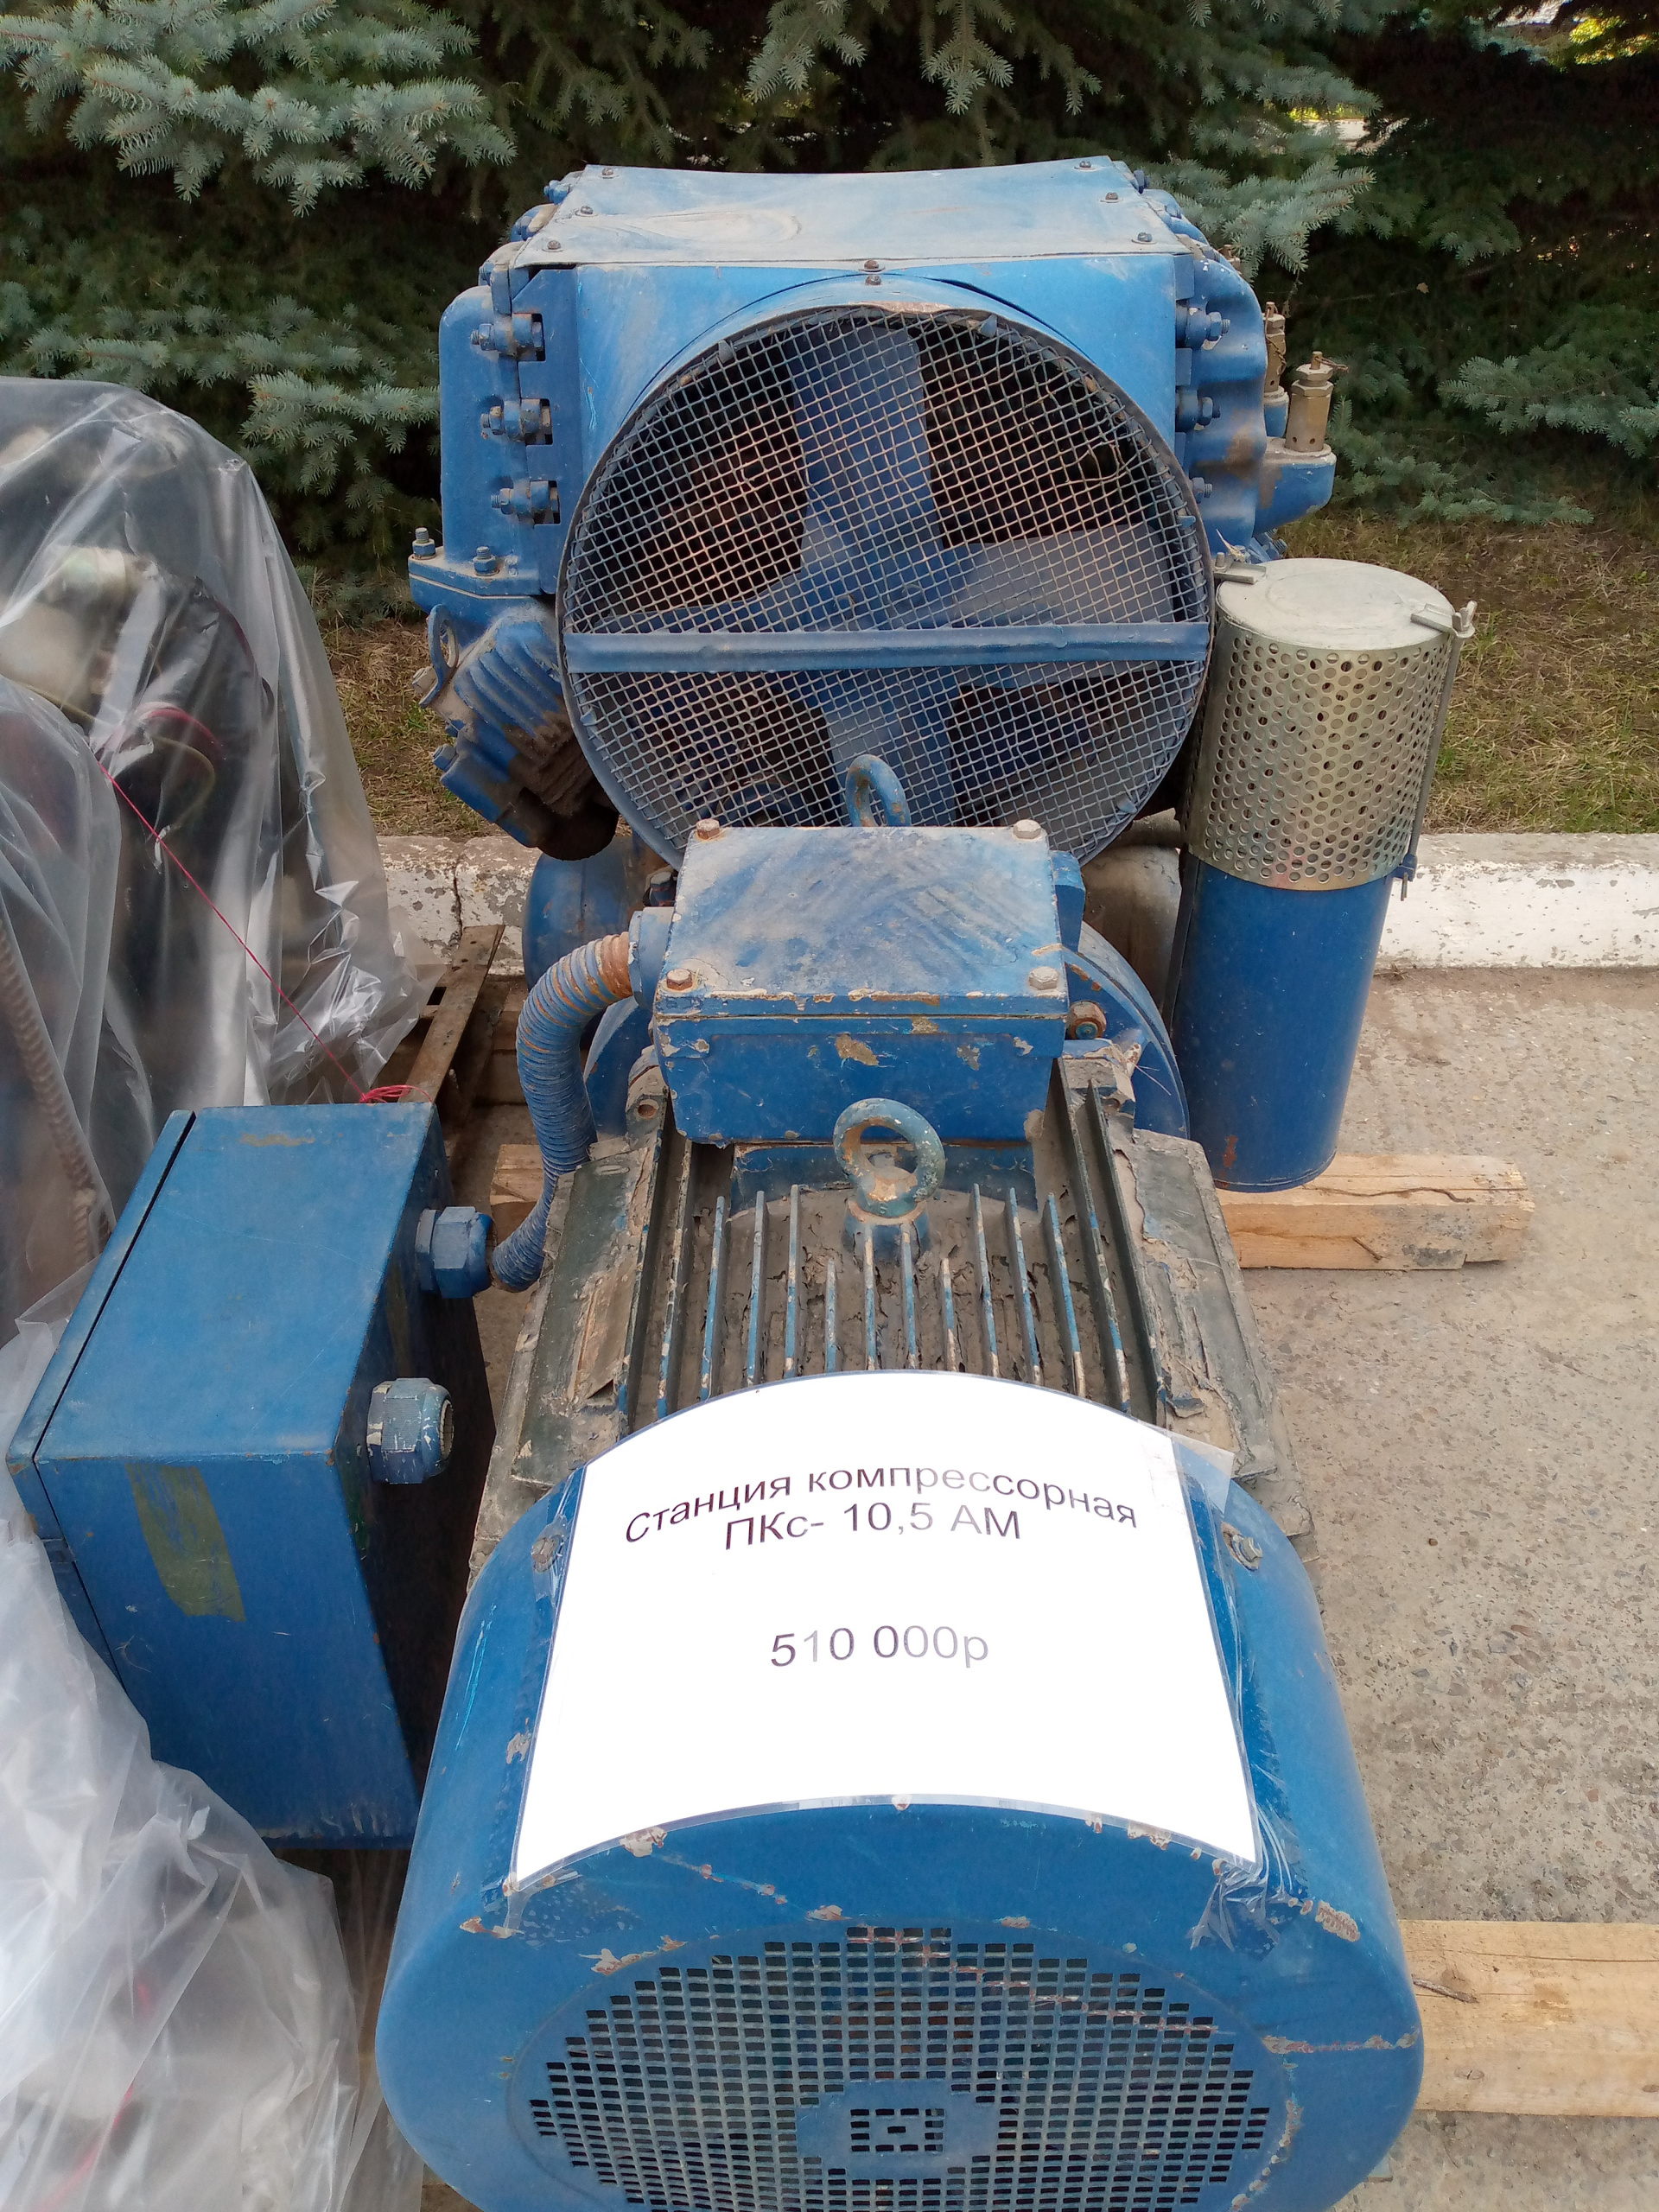 Станция компрессорная
ПКс- 10,5 АМ
510 000р